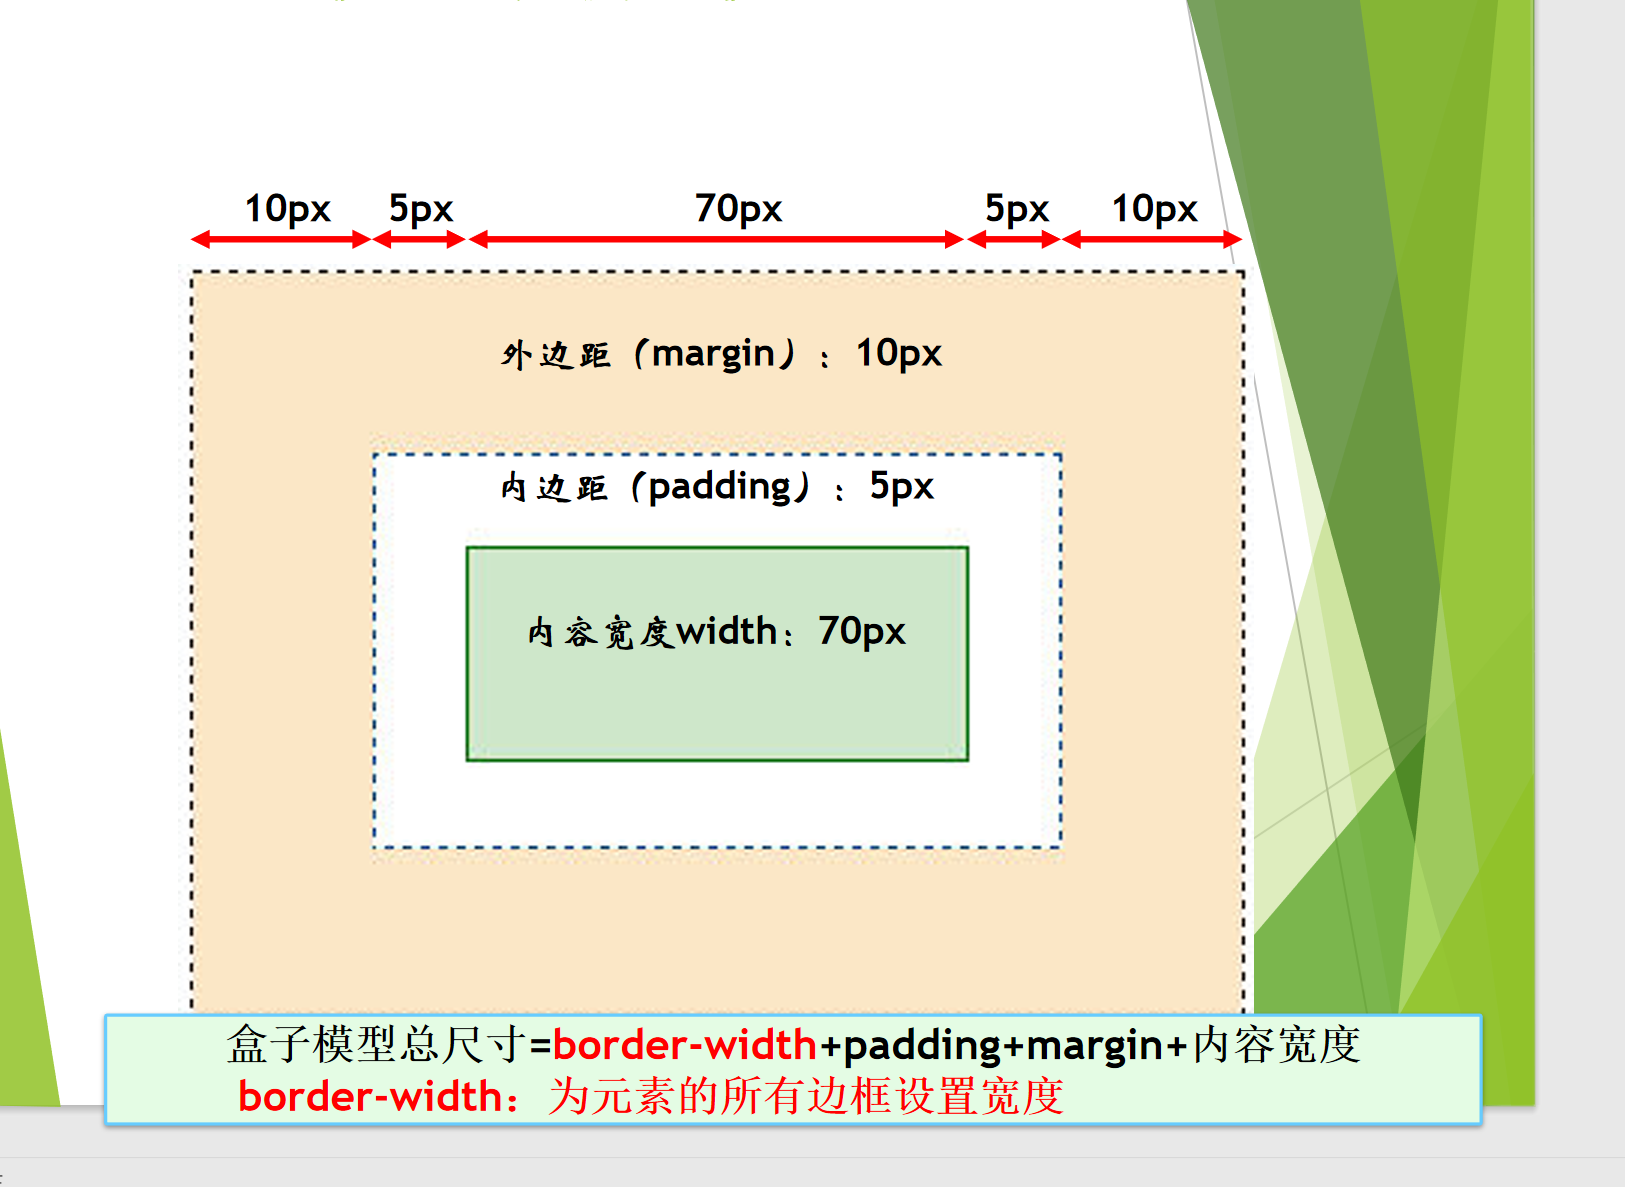 10px 5px 70px 5px 10px
外边距（margin）：10px
内边距（padding）：5px
内容宽度width：70px
盒子模型总尺寸=border-width+padding+margin+内容宽度
border-width：为元素的所有边框设置宽度